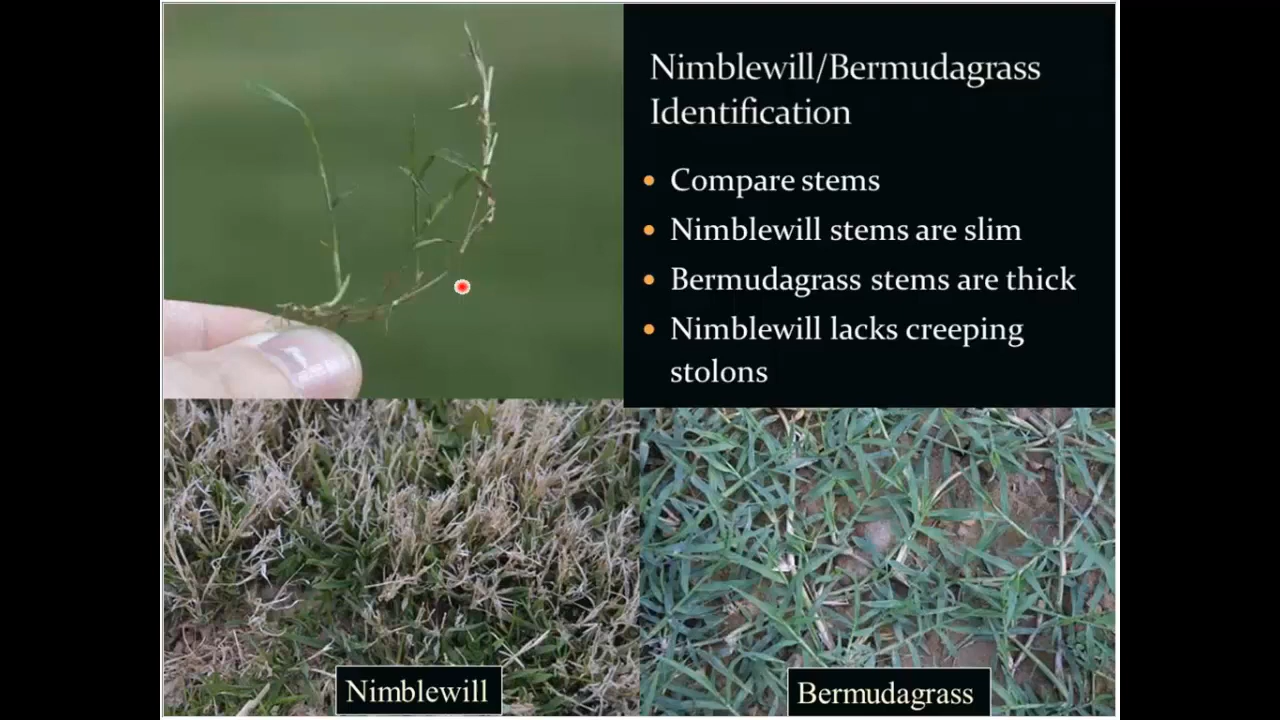 Nimblewill/Bermudagrass
Identification
• Compare stems
• Nimblewill stems are slim
• Bermudagrass stems are thick
• Nimblewill lacks creeping
stolons
Nimblewill
Bermudagrass